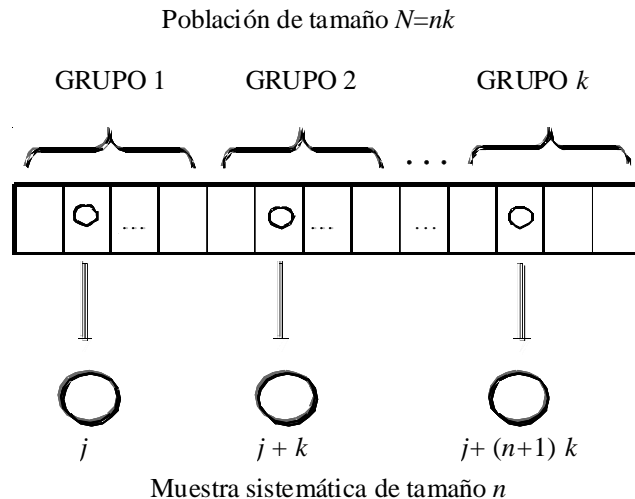 Población de tamaño N=nk
GRUPO 1 GRUPO 2 GRUPO k
. . .
... ... ...
j j + k j+ (n+1) k
Muestra sistemática de tamaño n